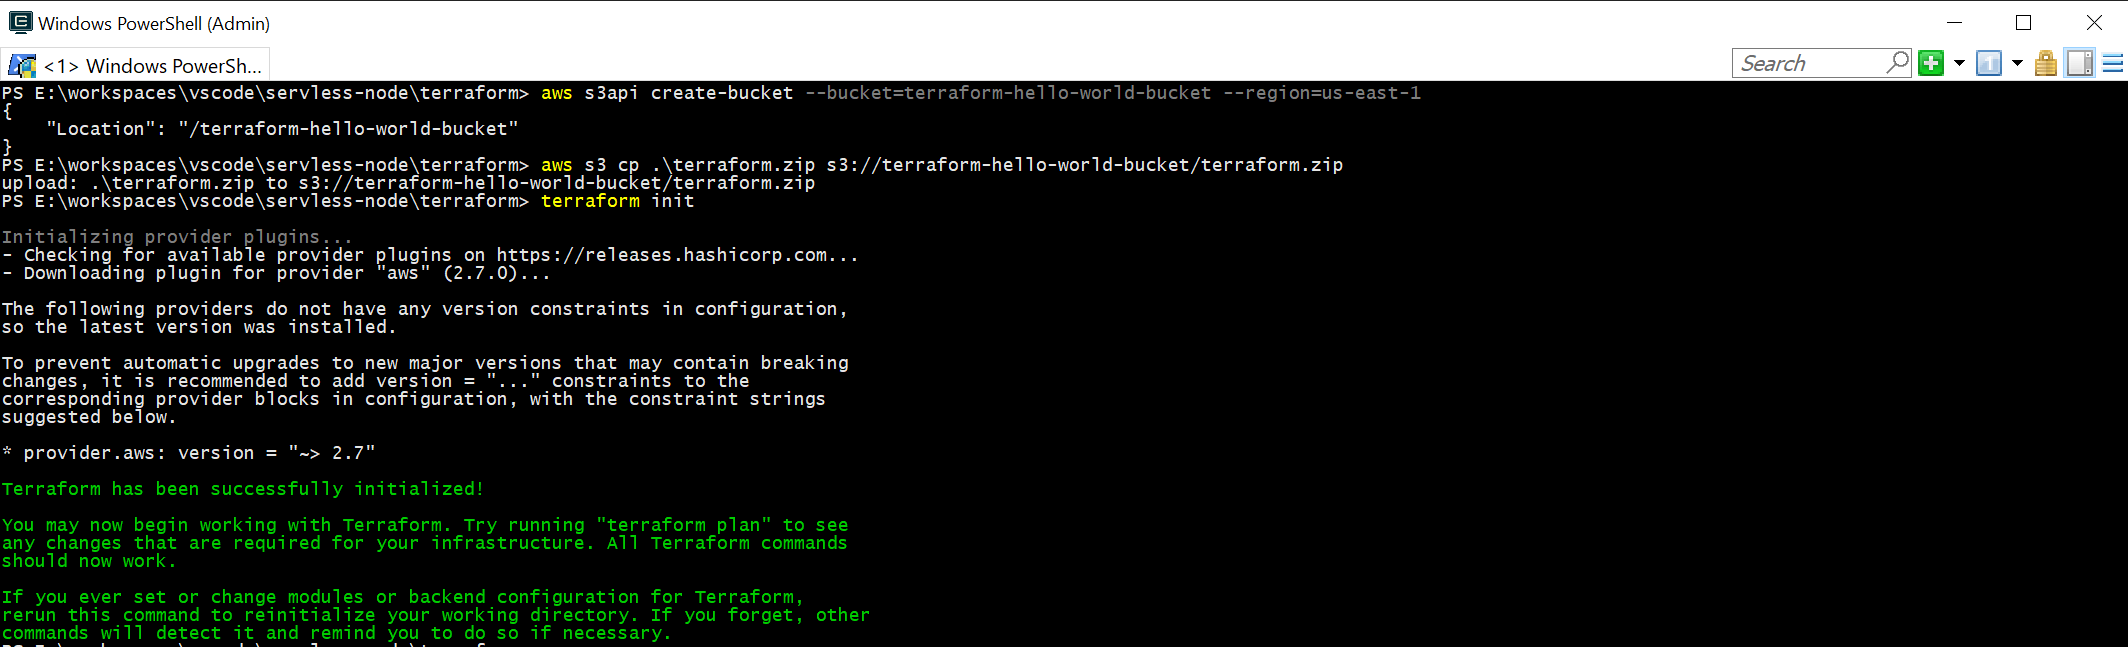 Windows PowerShell (Admin)
<1> Windows PowerSh...
Search
PS E:\workspaces\vscode\servless-node\terraform> aws s3api create-bucket --bucket=terraform-hello-world-bucket --region=us-east-1
{
    "Location": "/terraform-hello-world-bucket"
}
PS E:\workspaces\vscode\servless-node\terraform> aws s3 cp .\terraform.zip s3://terraform-hello-world-bucket/terraform.zip
upload: .\terraform.zip to s3://terraform-hello-world-bucket/terraform.zip
PS E:\workspaces\vscode\servless-node\terraform> terraform init
Initializing provider plugins...
- Checking for available provider plugins on https://releases.hashicorp.com...
- Downloading plugin for provider "aws" (2.7.0)...
The following providers do not have any version constraints in configuration,
so the latest version was installed.
To prevent automatic upgrades to new major versions that may contain breaking
changes, it is recommended to add version = "..." constraints to the
corresponding provider blocks in configuration, with the constraint strings
suggested below.
* provider.aws: version = "~> 2.7"
Terraform has been successfully initialized!
You may now begin working with Terraform. Try running "terraform plan" to see
any changes that are required for your infrastructure. All Terraform commands
should now work.
If you ever set or change modules or backend configuration for Terraform,
rerun this command to reinitialize your working directory. If you forget, other
commands will detect it and remind you to do so if necessary.